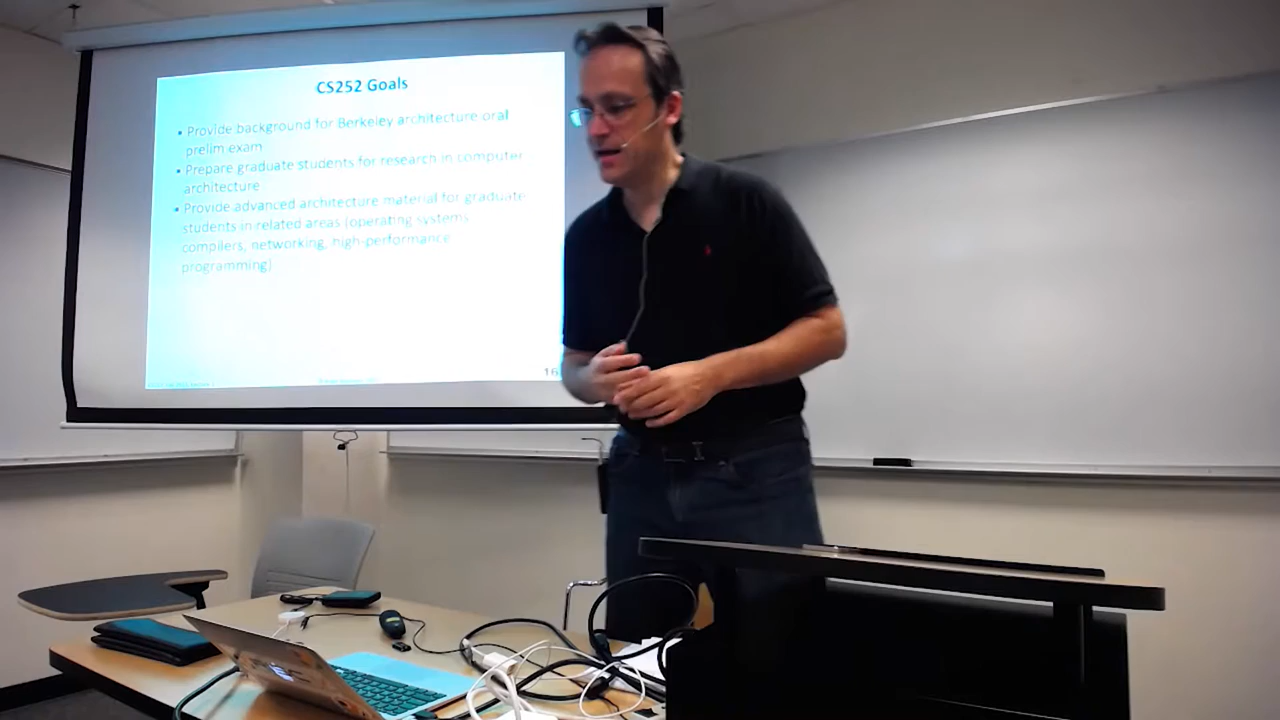 CS252 Goals
▪ Provide background for Berkeley architecture oral
prelim exam
▪ Prepare graduate students for research in computer
architecture
▪ Provide advanced architecture material for graduate
students in related areas (operating systems,
compilers, networking, high-performance
programming)
16